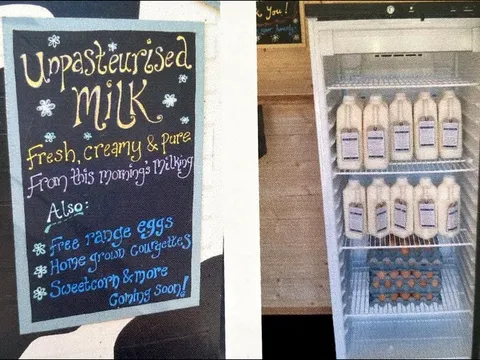 Unpasteurised
MILK
Fresh, creamy & Pure
From this morning's Milking
Also:
Free range eggs
Home grown courgettes
Sweetcorn & more
Coming soon!
You!